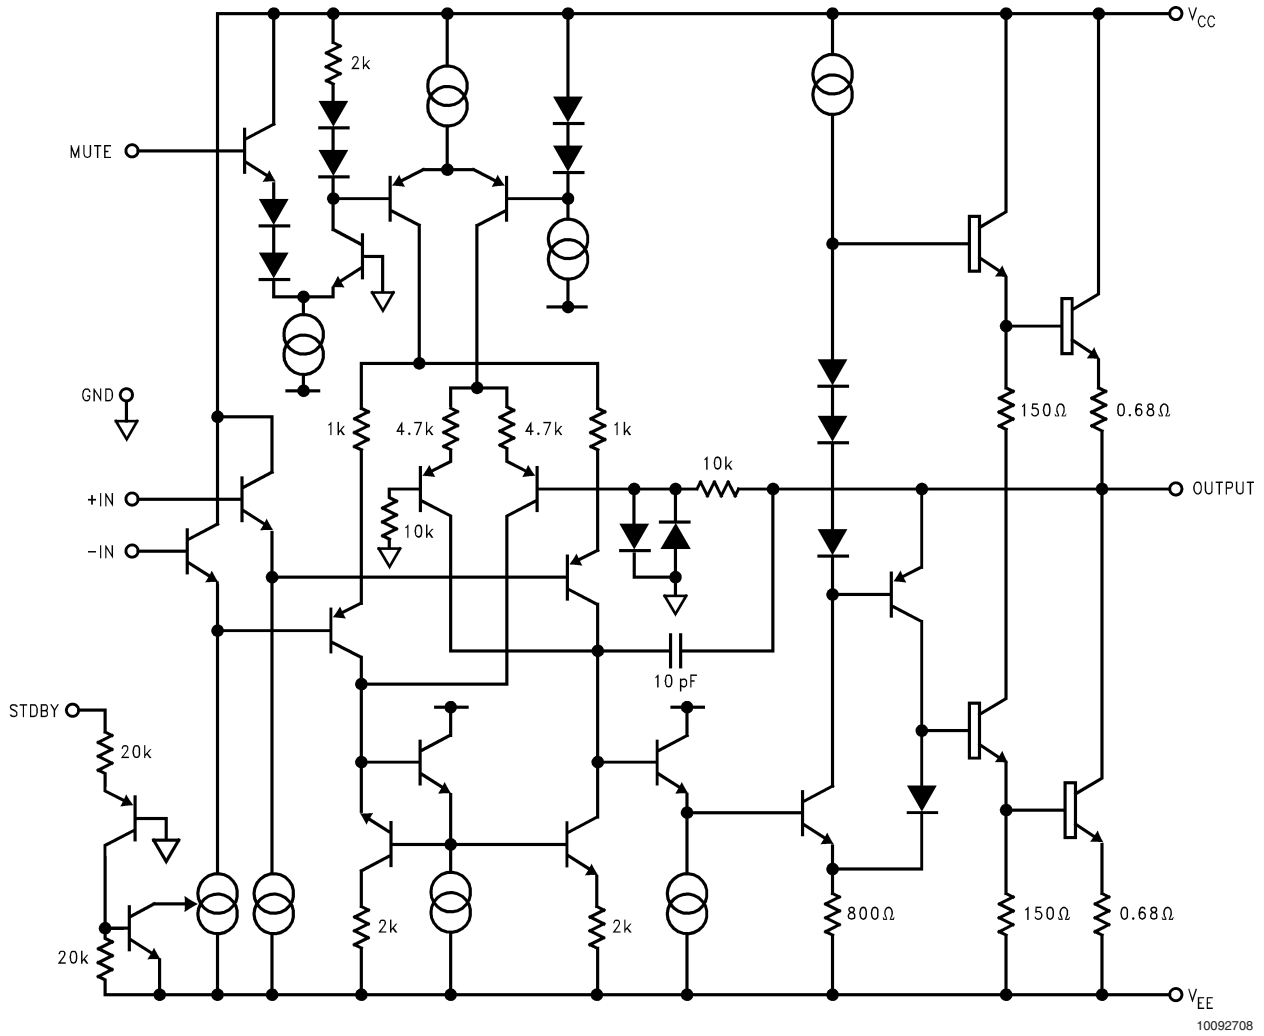 V_CC
2k
MUTE
GND
1k
4.7k
4.7k
1k
150Ω
0.68Ω
10k
+IN
OUTPUT
10k
−IN
10 pF
STDBY
20k
800Ω
150Ω
0.68Ω
2k
2k
20k
V_EE
10092708